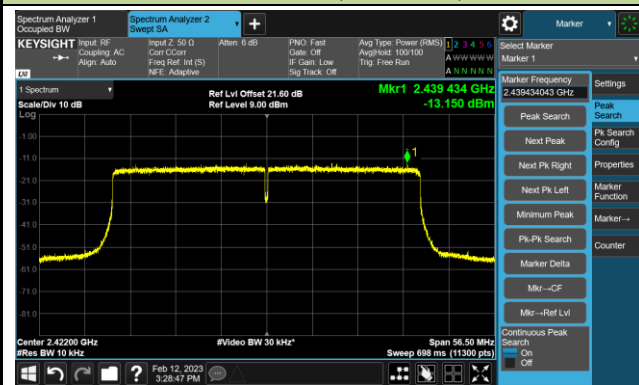 Spectrum Analyzer 1
Occupied BW
Spectrum Analyzer 2
Swept SA
Marker
KEYSIGHT
Input: RF
Coupling: AC
Align: Auto
Input Z: 50 Ω
Corr CCorr
Freq Ref: Int (S)
NFE: Adaptive
Atten: 6 dB
PNO: Fast
Gate: Off
IF Gain: Low
Sig Track: Off
Avg Type: Power (RMS)
Avg|Hold: 100/100
Trig: Free Run
1 2 3 4 5 6
A W W W W W
A N N N N N
LXI
Select Marker
Marker 1
1 Spectrum
Scale/Div 10 dB
Log
Ref Lvl Offset 21.60 dB
Ref Level 9.00 dBm
Mkr1 2.439 434 GHz
-13.150 dBm
-1.00
-11.0
-21.0
-31.0
-41.0
-51.0
-61.0
-71.0
-81.0
1
Center 2.42200 GHz
#Res BW 10 kHz
#Video BW 30 kHz*
Span 56.50 MHz
Sweep 698 ms (11300 pts)
Marker Frequency
2.439434043 GHz
Peak Search
Next Peak
Next Pk Right
Next Pk Left
Minimum Peak
Pk-Pk Search
Marker Delta
Mkr→CF
Mkr→Ref Lvl
Continuous Peak
Search
On
Off
Settings
Peak
Search
Pk Search
Config
Properties
Marker
Function
Marker→
Counter
?
Feb 12, 2023
3:28:47 PM